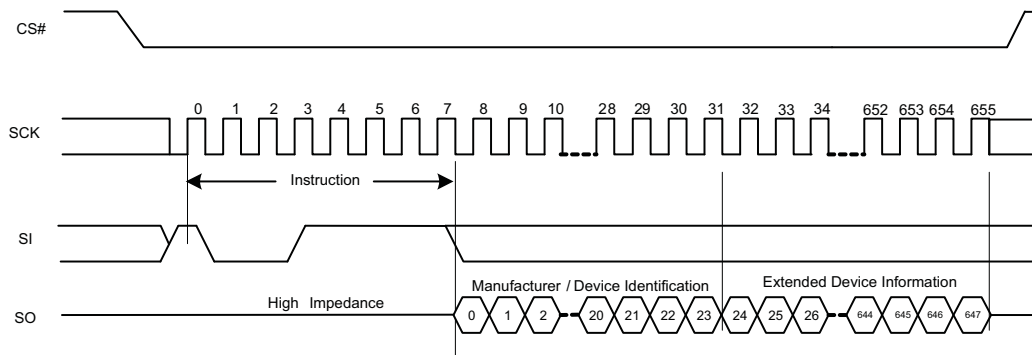 CS#
0 1 2 3 4 5 6 7 8 9 10 28 29 30 31 32 33 34 652 653 654 655
SCK
Instruction
SI
Manufacturer / Device Identification Extended Device Information
High Impedance
SO 0 1 2 20 21 22 23 24 25 26 644 645 646 647